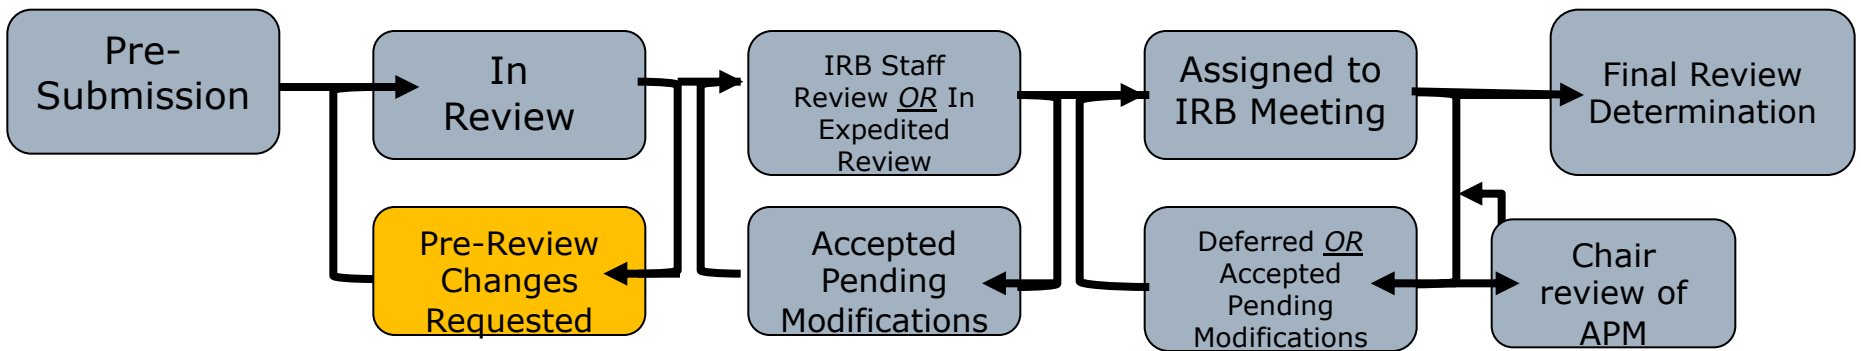 Pre-
Submission
In
Review
IRB Staff
Review OR In
Expedited
Review
Assigned to
IRB Meeting
Final Review
Determination
Pre-Review
Changes
Requested
Accepted
Pending
Modifications
Deferred OR
Accepted
Pending
Modifications
Chair
review of
APM